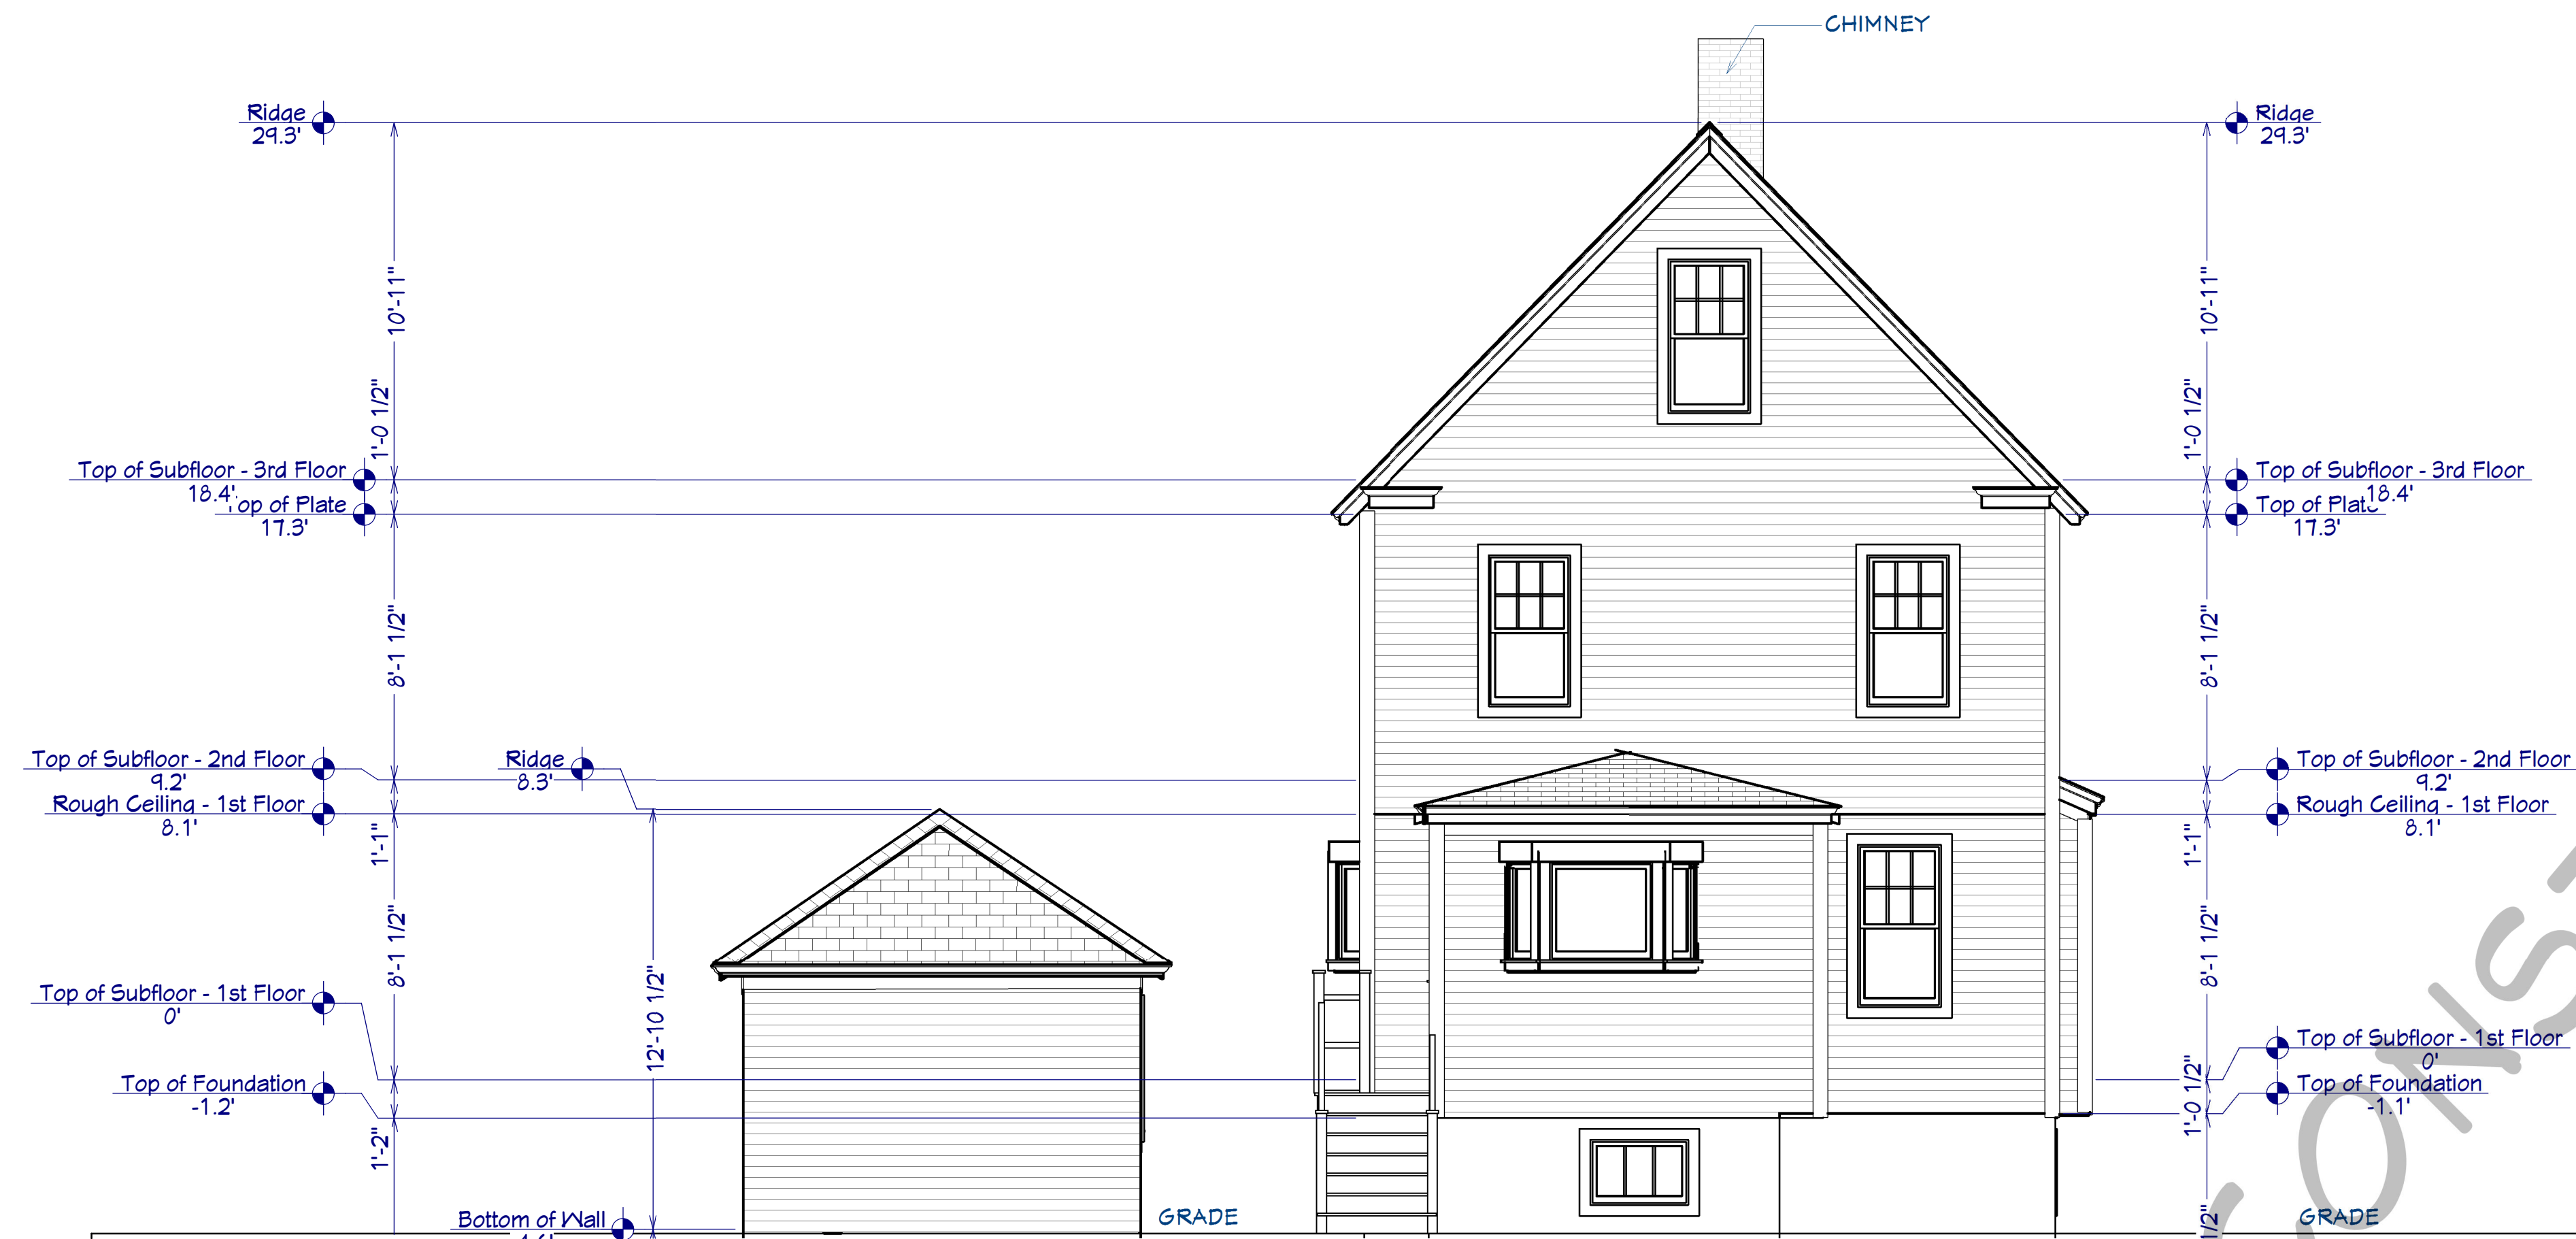 CHIMNEY
Ridge
29.3'
Ridge
29.3'
10'-11"
10'-11"
1'-0 1/2"
1'-0 1/2"
Top of Subfloor - 3rd Floor
18.4'
op of Plate
17.3'
Top of Subfloor - 3rd Floor
18.4'
Top of Plat
17.3'
8'-1 1/2"
8'-1 1/2"
Top of Subfloor - 2nd Floor
9.2'
Ridge
8.3'
Top of Subfloor - 2nd Floor
9.2'
Rough Ceiling - 1st Floor
8.1'
Rough Ceiling - 1st Floor
8.1'
1'-1"
1'-1"
8'-1 1/2"
8'-1 1/2"
12'-10 1/2"
Top of Subfloor - 1st Floor
0'
Top of Subfloor - 1st Floor
0'
Top of Foundation
-1.2'
Top of Foundation
-1.1'
1'-0 1/2"
1'-2"
Bottom of Wall
GRADE
GRADE
1/2"
CONST